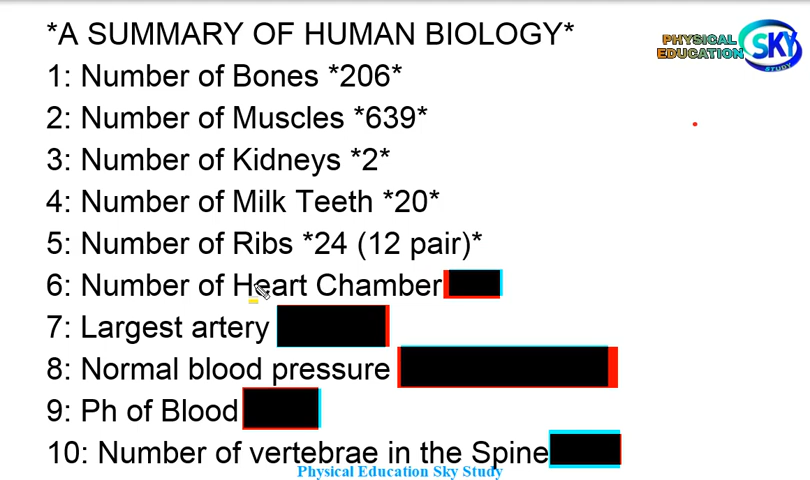 *A SUMMARY OF HUMAN BIOLOGY*
PHYSICAL
EDUCATION
SKY
STUDY
1: Number of Bones *206*
2: Number of Muscles *639*
3: Number of Kidneys *2*
4: Number of Milk Teeth *20*
5: Number of Ribs *24 (12 pair)*
6: Number of Heart Chamber
7: Largest artery
8: Normal blood pressure
9: Ph of Blood
10: Number of vertebrae in the Spine
Physical Education Sky Study